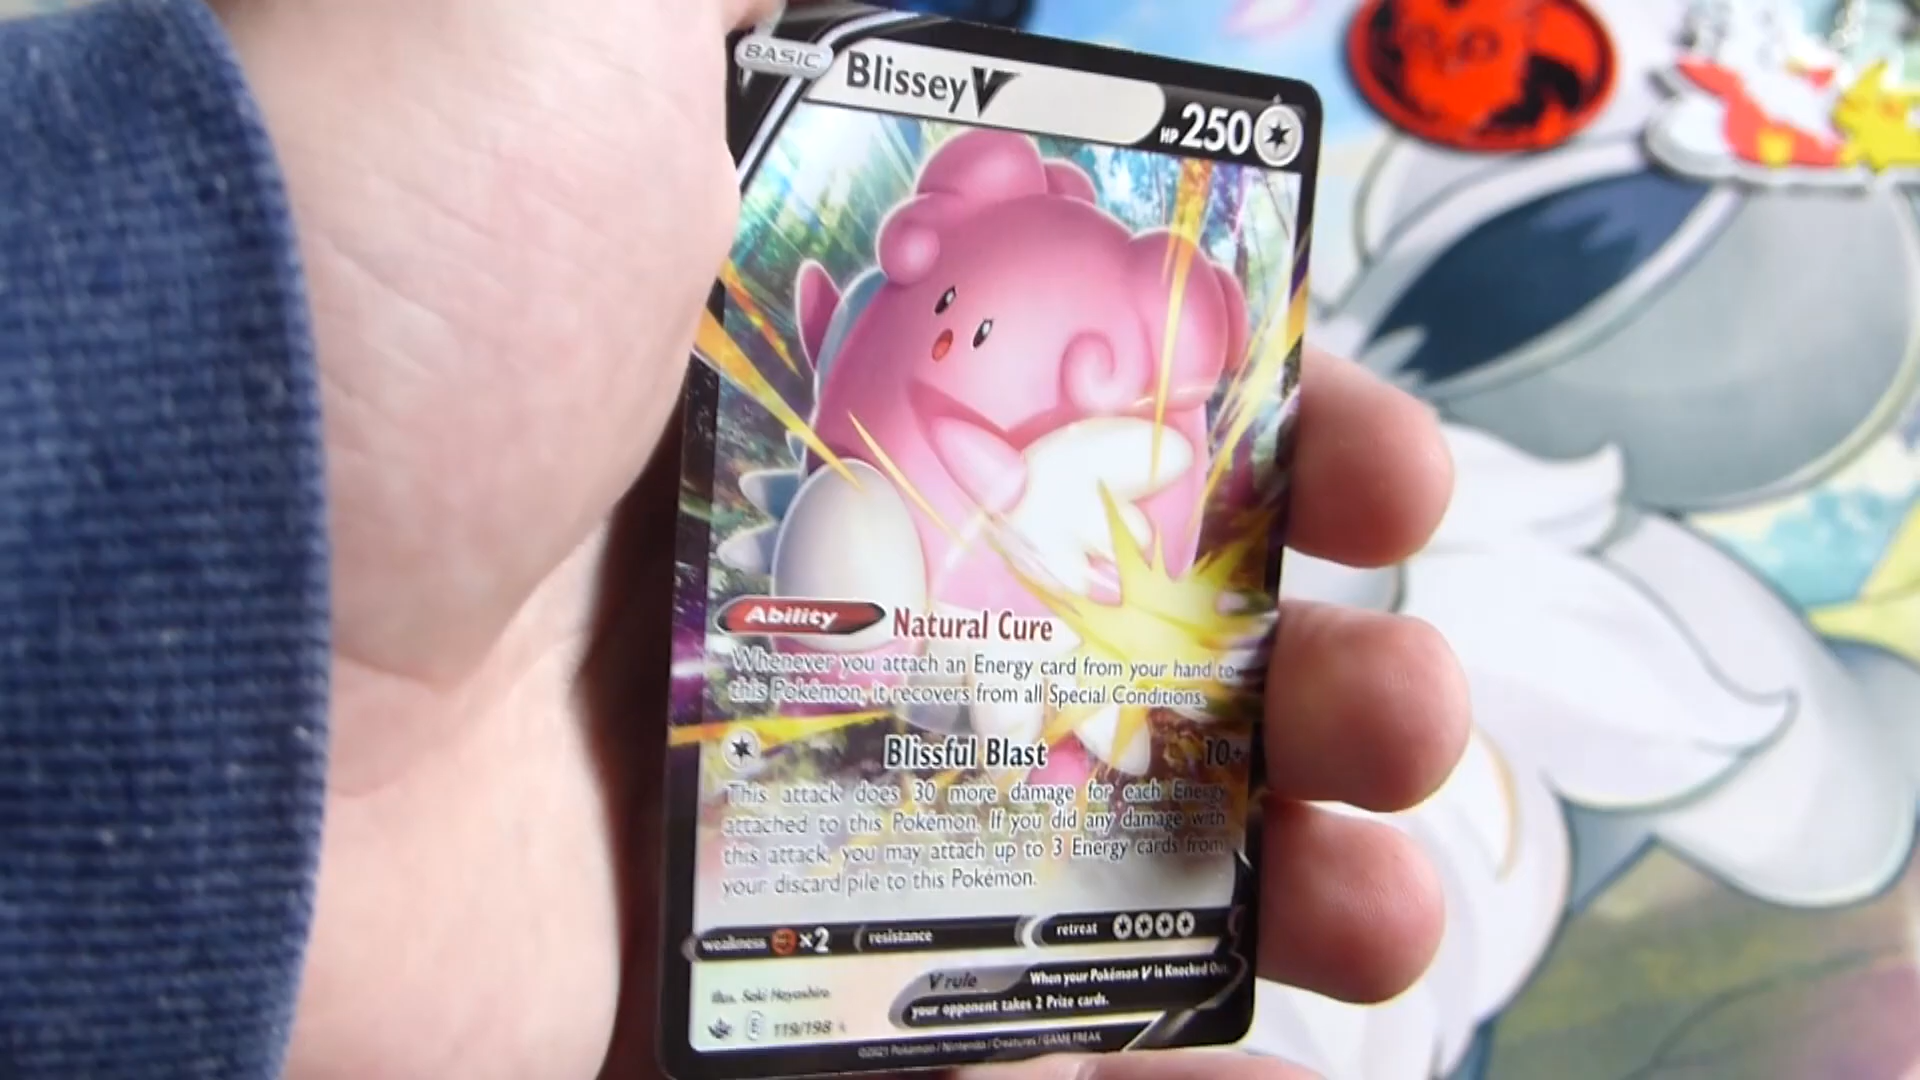 BASIC
Blissey V
HP 250
Ability Natural Cure
Whenever you attach an Energy card from your hand to
this Pokémon, it recovers from all Special Conditions.
Blissful Blast 10+
This attack does 30 more damage for each Energy
attached to this Pokémon. If you did any damage with
this attack, you may attach up to 3 Energy cards from
your discard pile to this Pokémon.
weakness ×2 resistance retreat
V rule When your Pokémon V is Knocked Out,
your opponent takes 2 Prize cards.
Illus. Saki Hayashiro
E 119/198
©2021 Pokémon / Nintendo / Creatures / GAME FREAK